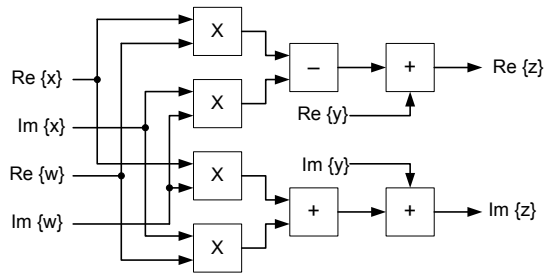 X
Re {x}
–
+
Re {z}
X
Im {x}
Re {y}
Re {w}
X
Im {y}
Im {w}
+
+
Im {z}
X